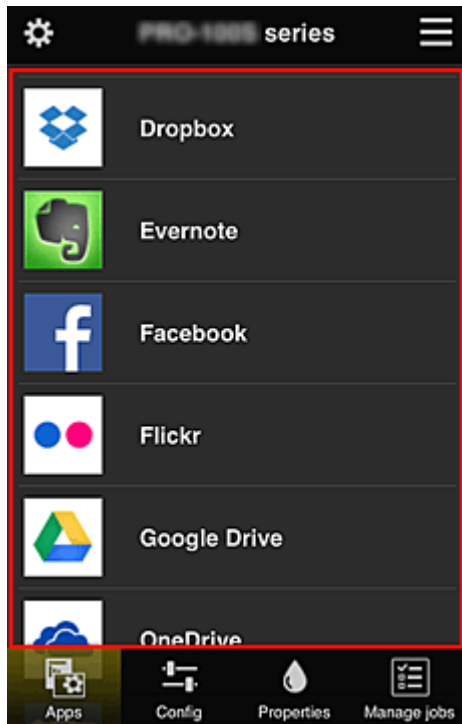 series
Dropbox
Evernote
Facebook
Flickr
Google Drive
OneDrive
Apps
Config
Properties
Manage jobs